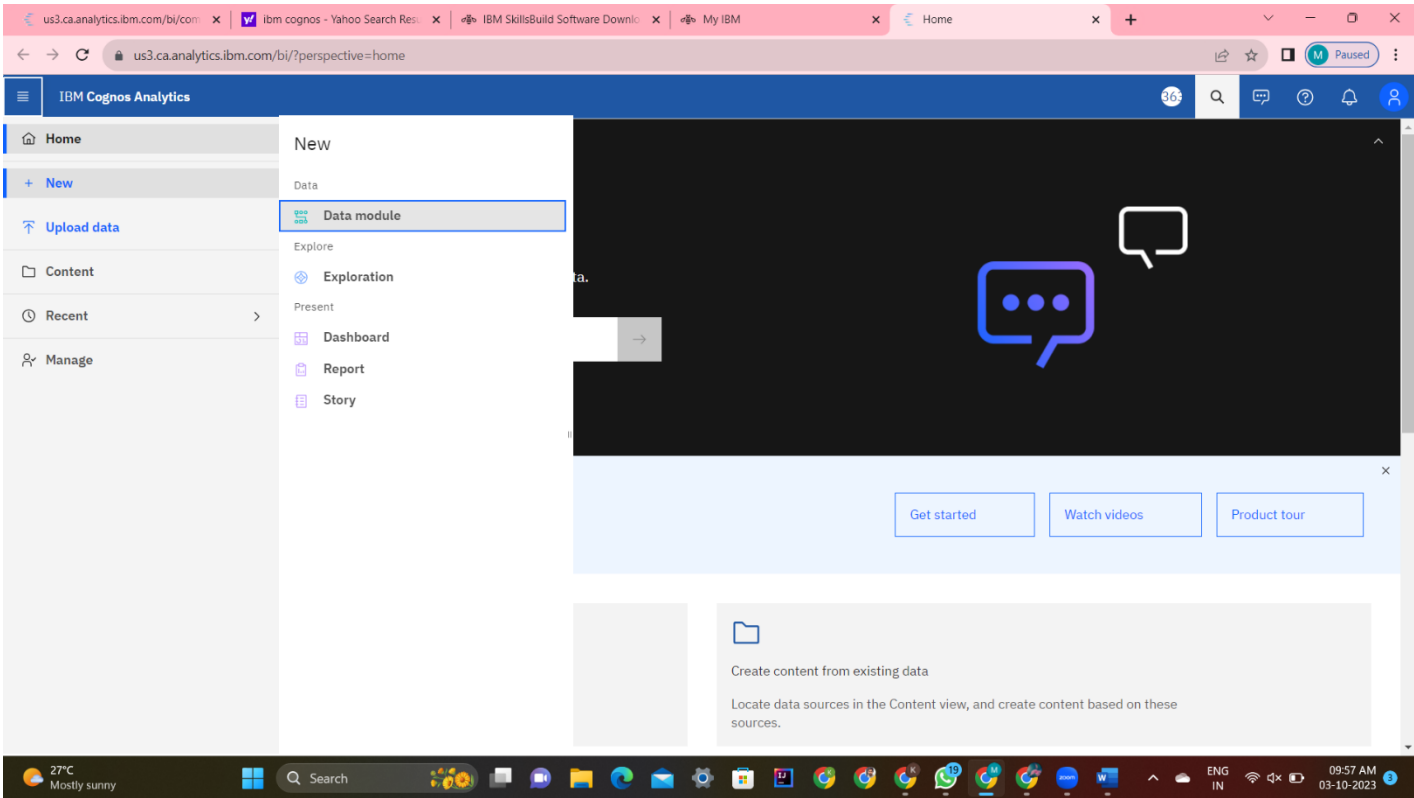 us3.ca.analytics.ibm.com/bi/com
ibm cognos - Yahoo Search Resu
IBM SkillsBuild Software Downlo
My IBM
Home
us3.ca.analytics.ibm.com/bi/?perspective=home
M Paused
IBM Cognos Analytics
Home
New
Upload data
Content
Recent
Manage
New
Data
Data module
Explore
Exploration
Present
Dashboard
Report
Story
ta.
Get started
Watch videos
Product tour
Create content from existing data
Locate data sources in the Content view, and create content based on these
sources.
27°C
Mostly sunny
Search
19
zoom
ENG
IN
09:57 AM
03-10-2023
3